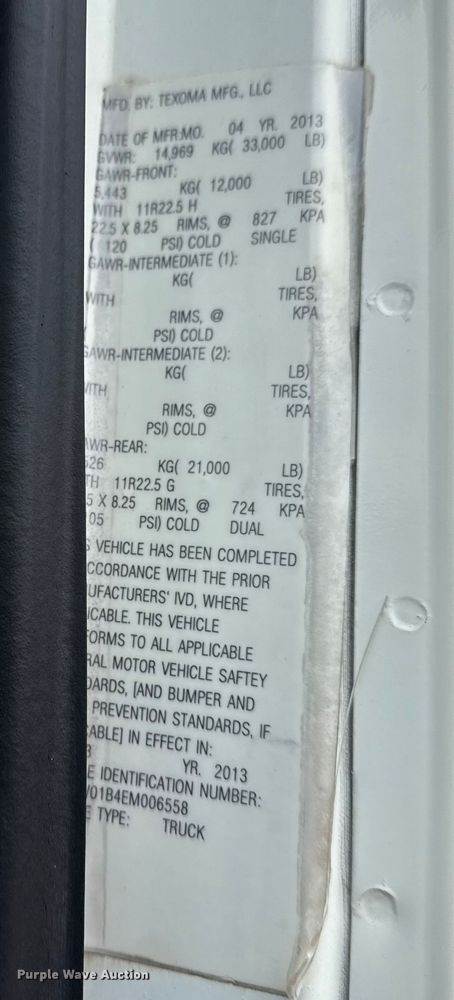 MFD. BY: TEXOMA MFG., LLC
DATE OF MFR:MO. 04 YR. 2013
GVWR: 14,969 KG( 33,000 LB)
GAWR-FRONT:
5,443 KG( 12,000 LB)
WITH 11R22.5 H TIRES,
22.5 X 8.25 RIMS, @ 827 KPA
( 120 PSI) COLD SINGLE
GAWR-INTERMEDIATE (1):
KG( LB)
WITH TIRES,
RIMS, @ KPA
PSI) COLD
GAWR-INTERMEDIATE (2):
KG( LB)
WITH TIRES,
RIMS, @ KPA
PSI) COLD
AWR-REAR:
526 KG( 21,000 LB)
TH 11R22.5 G TIRES,
5 X 8.25 RIMS, @ 724 KPA
05 PSI) COLD DUAL
S VEHICLE HAS BEEN COMPLETED
CCORDANCE WITH THE PRIOR
UFACTURERS' IVD, WHERE
ICABLE. THIS VEHICLE
FORMS TO ALL APPLICABLE
RAL MOTOR VEHICLE SAFTEY
DARDS, [AND BUMPER AND
PREVENTION STANDARDS, IF
CABLE] IN EFFECT IN:
3 YR. 2013
E IDENTIFICATION NUMBER:
V01B4EM006558
E TYPE: TRUCK
Purple Wave Auction